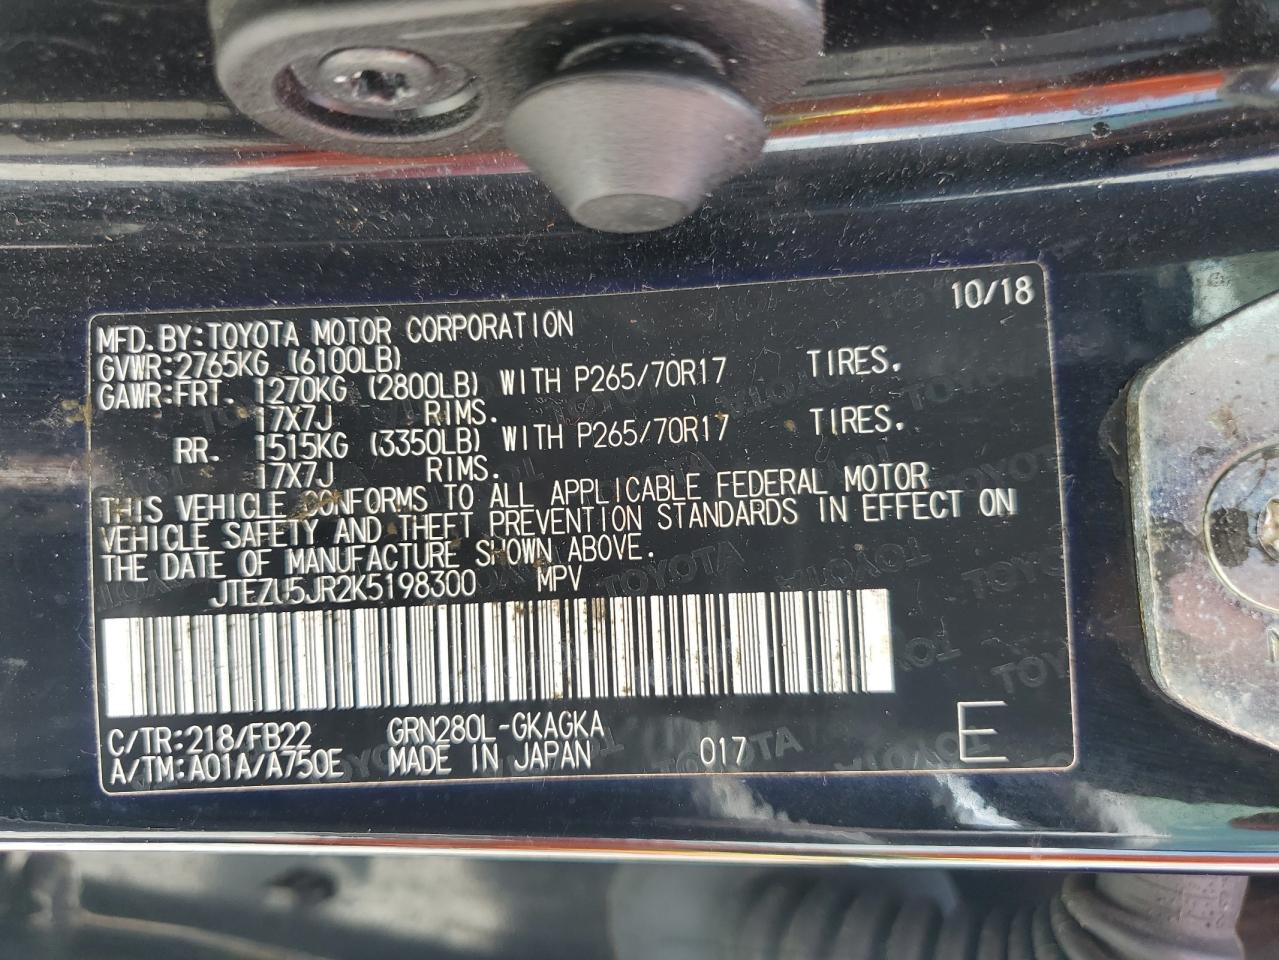 10/18
MFD.BY:TOYOTA MOTOR CORPORATION
GVWR:2765KG (6100LB)
GAWR:FRT. 1270KG (2800LB) WITH P265/70R17 TIRES.
17X7J RIMS.
RR. 1515KG (3350LB) WITH P265/70R17 TIRES.
17X7J RIMS.
THIS VEHICLE CONFORMS TO ALL APPLICABLE FEDERAL MOTOR
VEHICLE SAFETY AND THEFT PREVENTION STANDARDS IN EFFECT ON
THE DATE OF MANUFACTURE SHOWN ABOVE.
JTEZU5JR2K5198300 MPV
C/TR:218/FB22 GRN280L-GKAGKA
A/TM:A01A/A750E MADE IN JAPAN 017 E